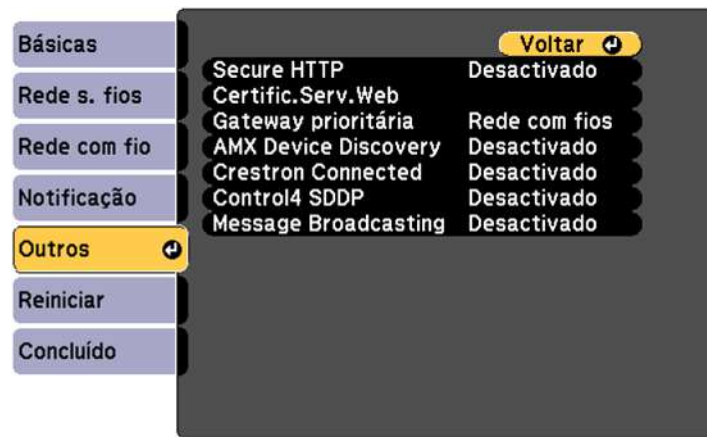 Básicas
Rede s. fios
Rede com fio
Notificação
Outros
Reiniciar
Concluído
Voltar
Secure HTTP Desactivado
Certific.Serv.Web
Gateway prioritária Rede com fios
AMX Device Discovery Desactivado
Crestron Connected Desactivado
Control4 SDDP Desactivado
Message Broadcasting Desactivado